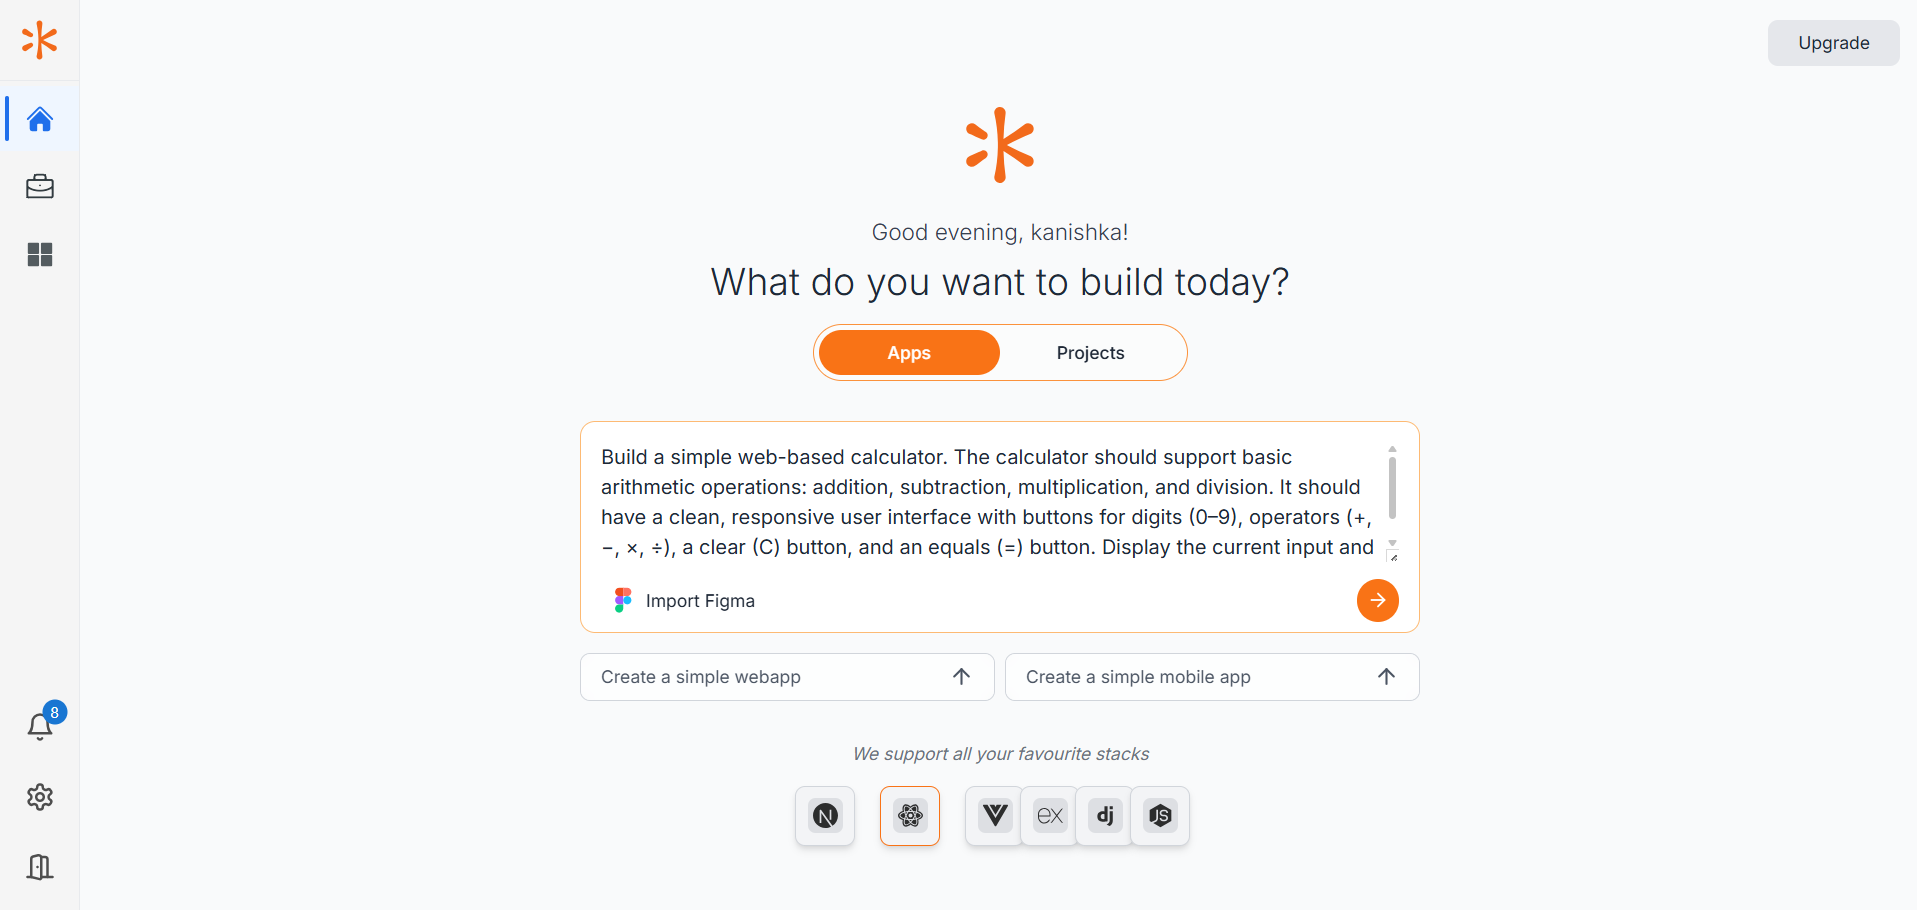 Upgrade
Good evening, kanishka!
What do you want to build today?
Apps
Projects
Build a simple web-based calculator. The calculator should support basic
arithmetic operations: addition, subtraction, multiplication, and division. It should
have a clean, responsive user interface with buttons for digits (0–9), operators (+,
−, ×, ÷), a clear (C) button, and an equals (=) button. Display the current input and
Import Figma
Create a simple webapp
Create a simple mobile app
We support all your favourite stacks
N
ex
dj
JS
8